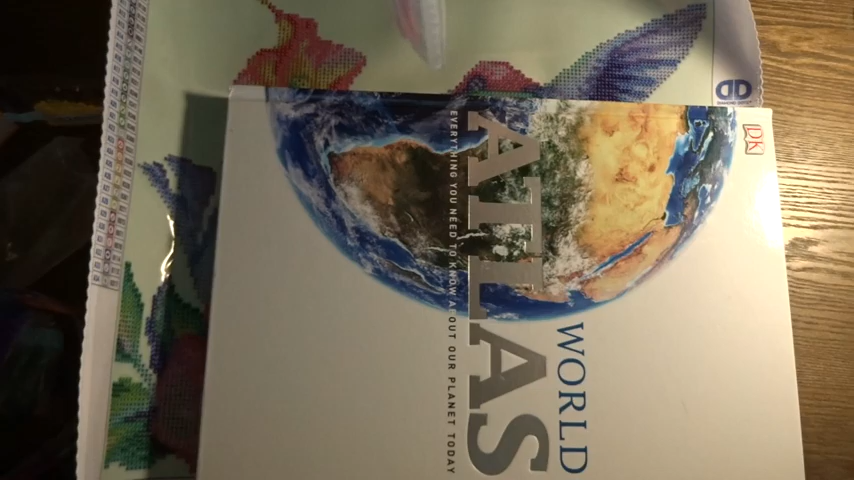 DK
WORLD
ATLAS
EVERYTHING YOU NEED TO KNOW ABOUT OUR PLANET TODAY